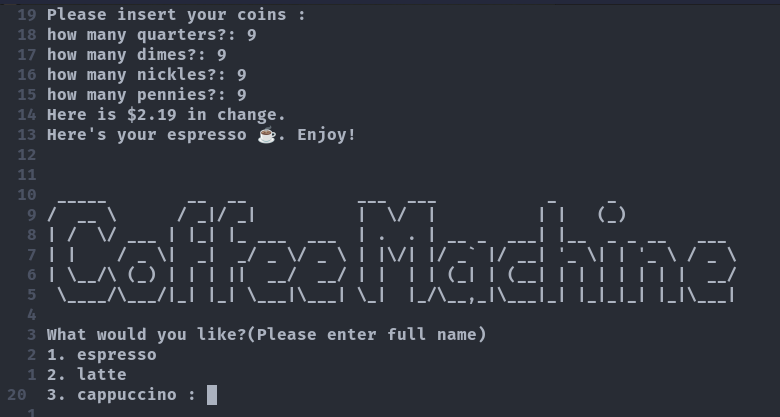 19 Please insert your coins :
18 how many quarters?: 9
17 how many dimes?: 9
16 how many nickles?: 9
15 how many pennies?: 9
14 Here is $2.19 in change.
13 Here's your espresso ☕. Enjoy!
12
11
10
9
8
7
6
5
Coffee Machine
4
3 What would you like?(Please enter full name)
2 1. espresso
1 2. latte
20 3. cappuccino :
1